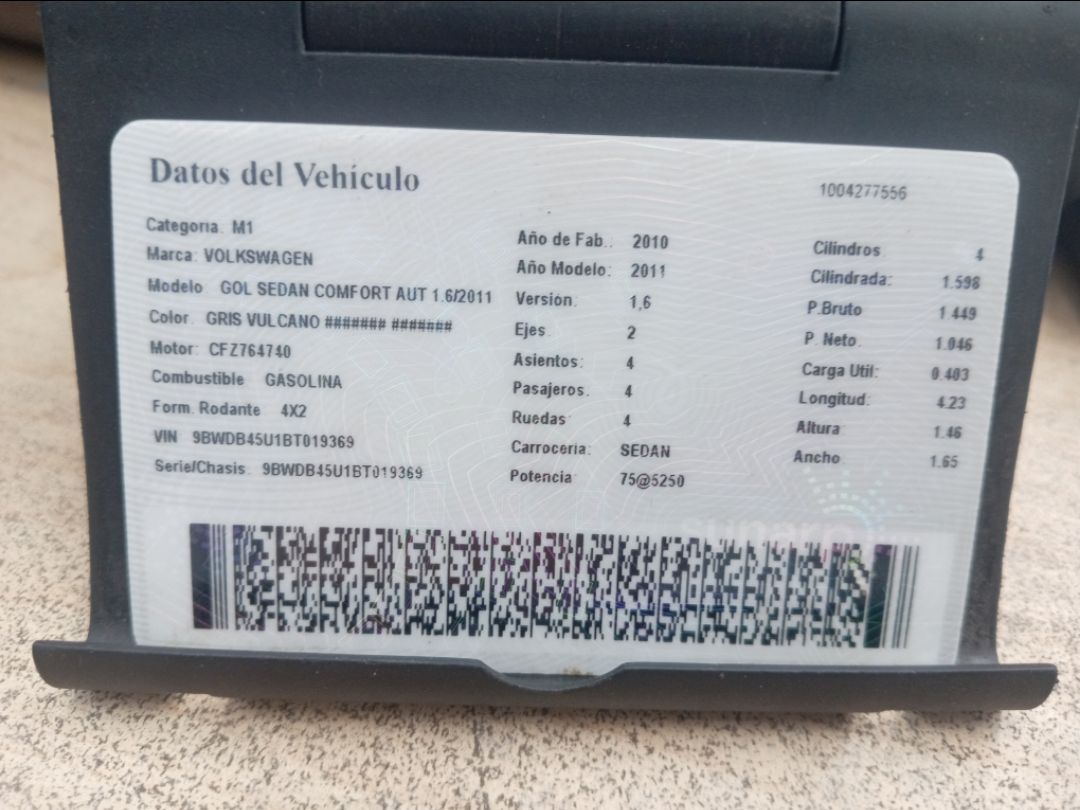 Datos del Vehículo
1004277556
Categoria. M1
Marca: VOLKSWAGEN
Modelo GOL SEDAN COMFORT AUT 1.6/2011
Color. GRIS VULCANO ####### #######
Motor: CFZ764740
Combustible GASOLINA
Form. Rodante 4X2
VIN 9BWDB45U1BT019369
Serie/Chasis. 9BWDB45U1BT019369
Año de Fab.: 2010
Año Modelo: 2011
Versión: 1,6
Ejes: 2
Asientos: 4
Pasajeros. 4
Ruedas 4
Carroceria: SEDAN
Potencia 75@5250
Cilindros 4
Cilindrada: 1.598
P.Bruto 1 449
P. Neto. 1.046
Carga Util: 0.403
Longitud: 4.23
Altura 1.46
Ancho 1.65
sunarp